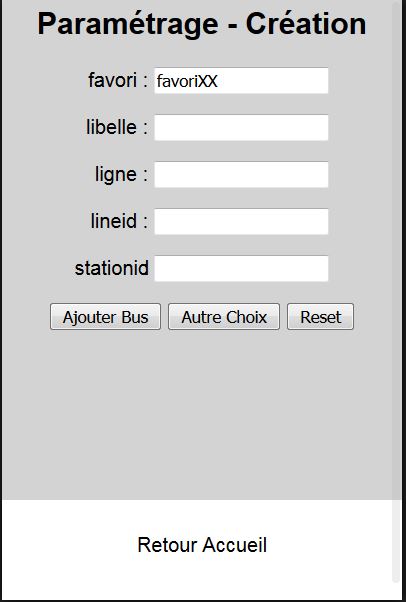 Paramétrage - Création
favori : favoriXX
libelle :
ligne :
lineid :
stationid
Ajouter Bus Autre Choix Reset
Retour Accueil